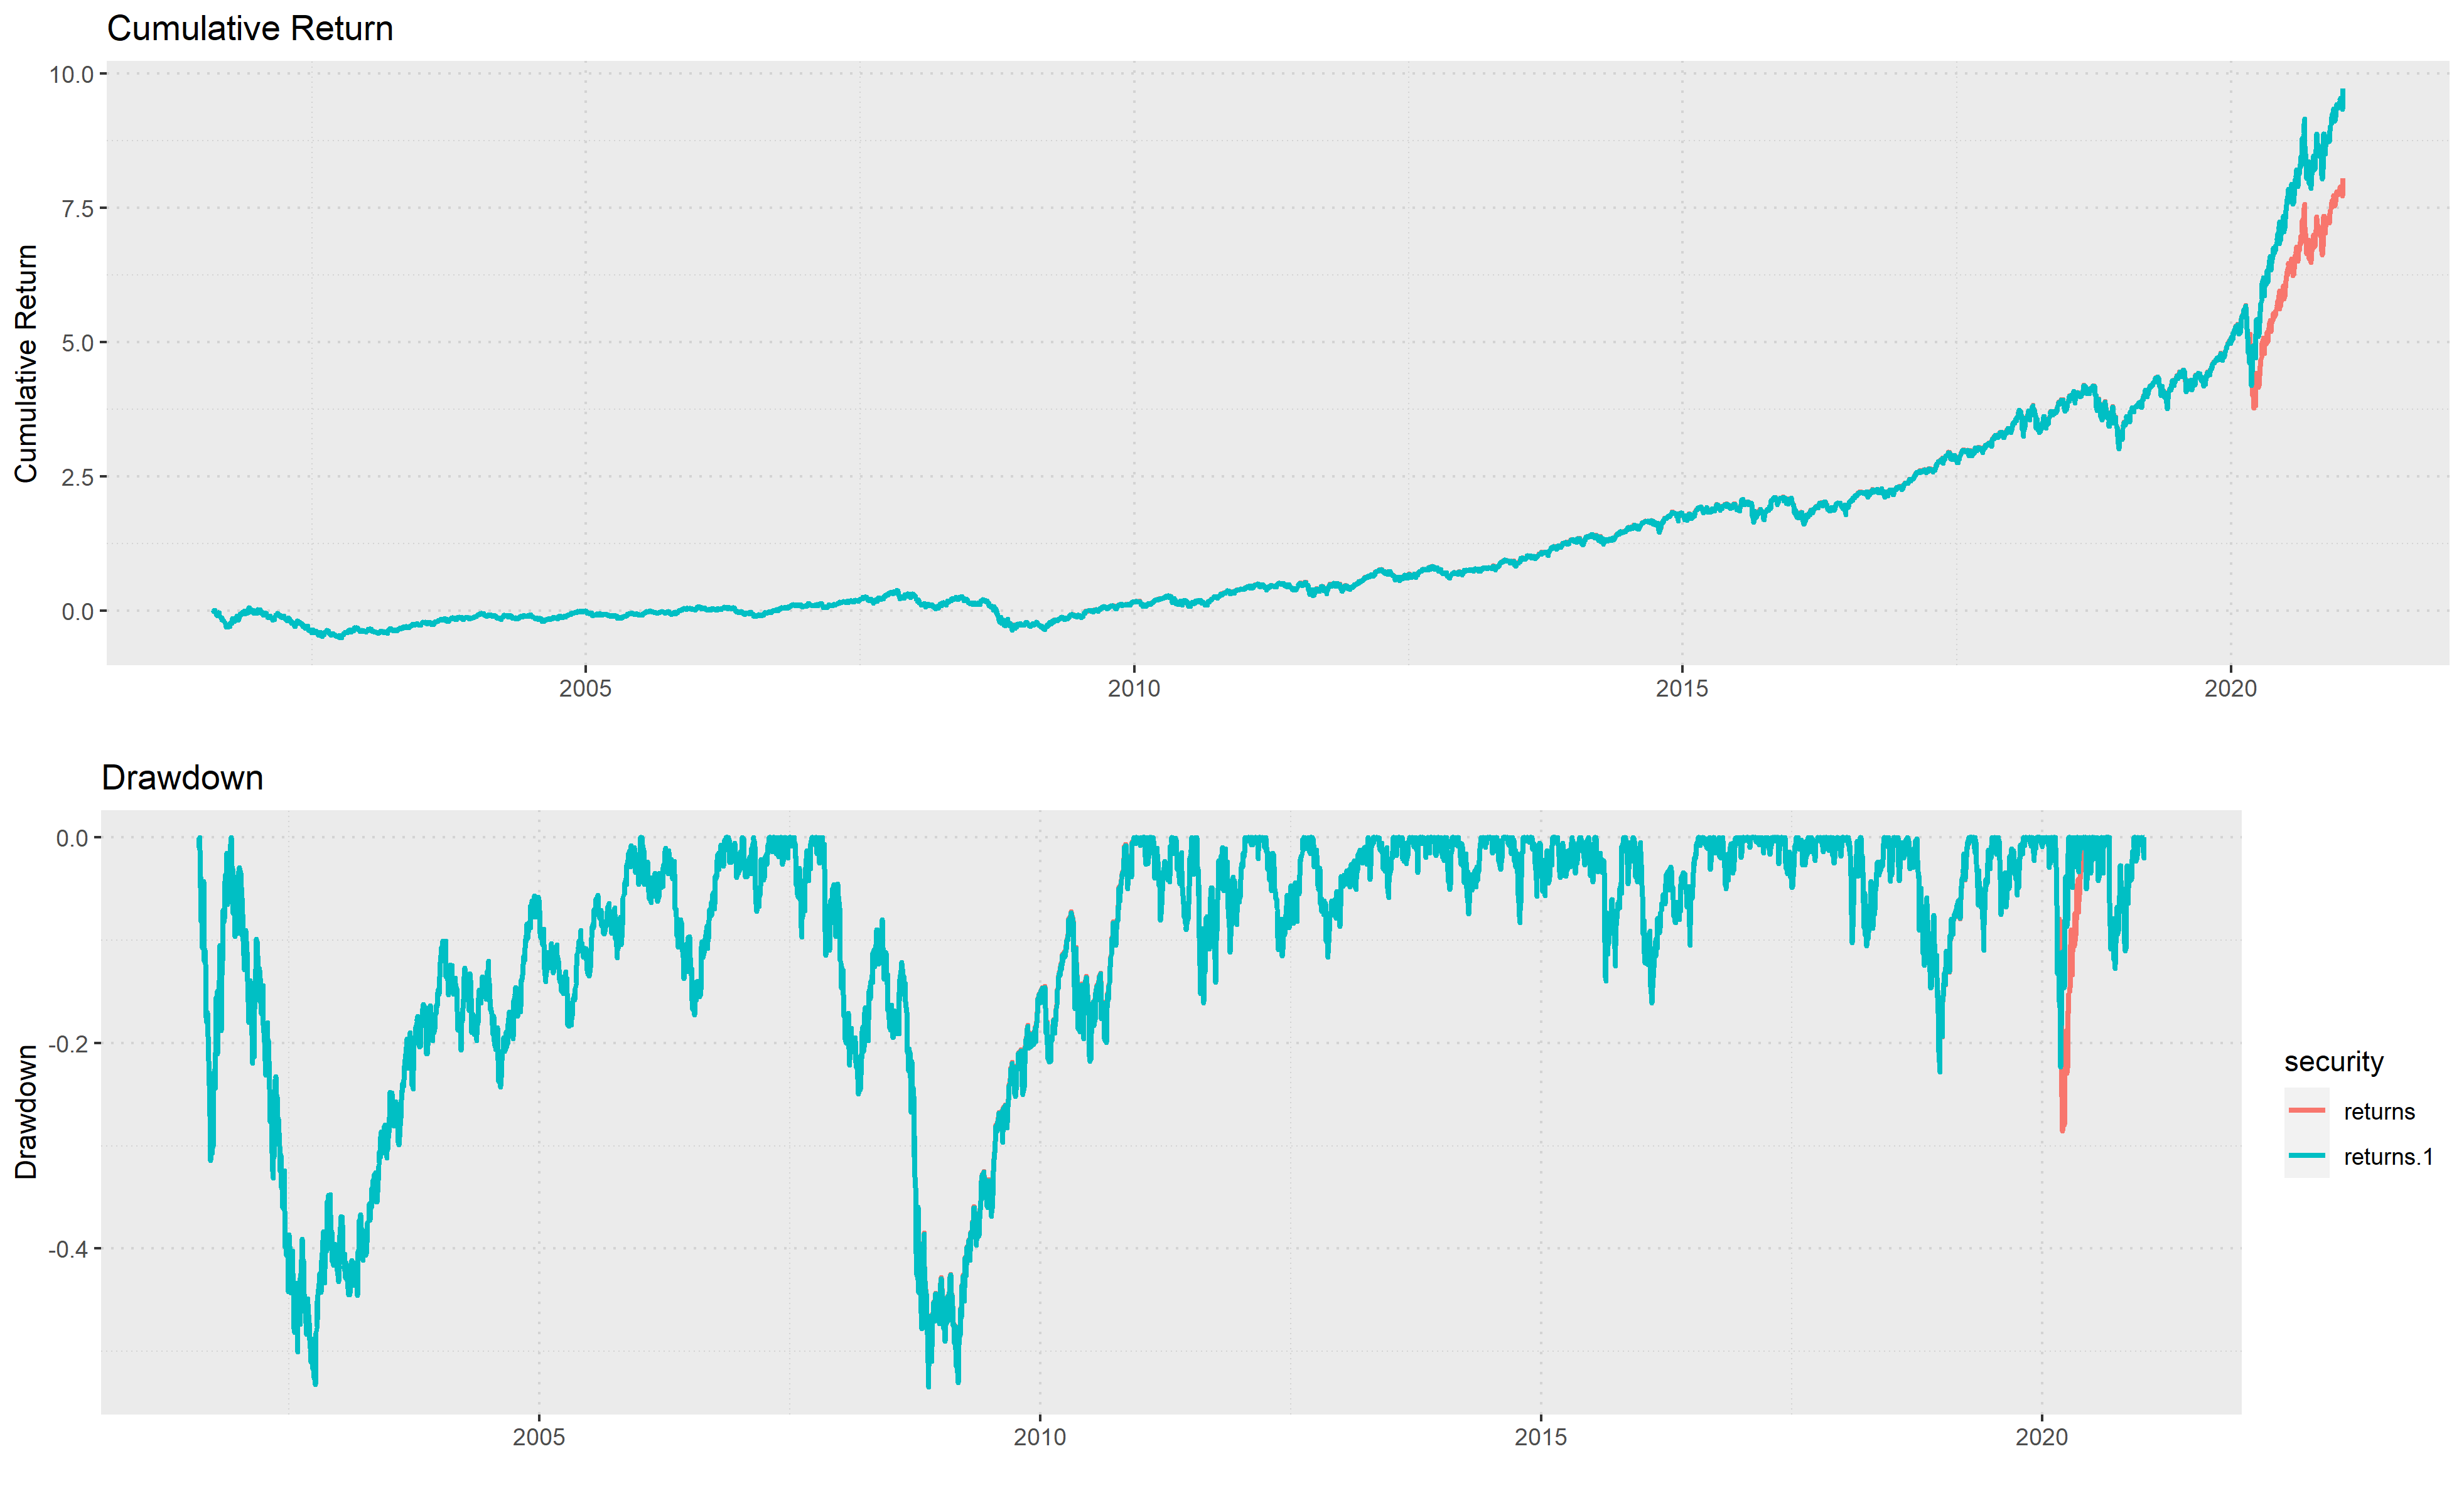 Cumulative Return
Cumulative Return
10.0
7.5
5.0
2.5
0.0
2005 2010 2015 2020
Drawdown
Drawdown
0.0
-0.2
-0.4
2005 2010 2015 2020
security
returns
returns.1